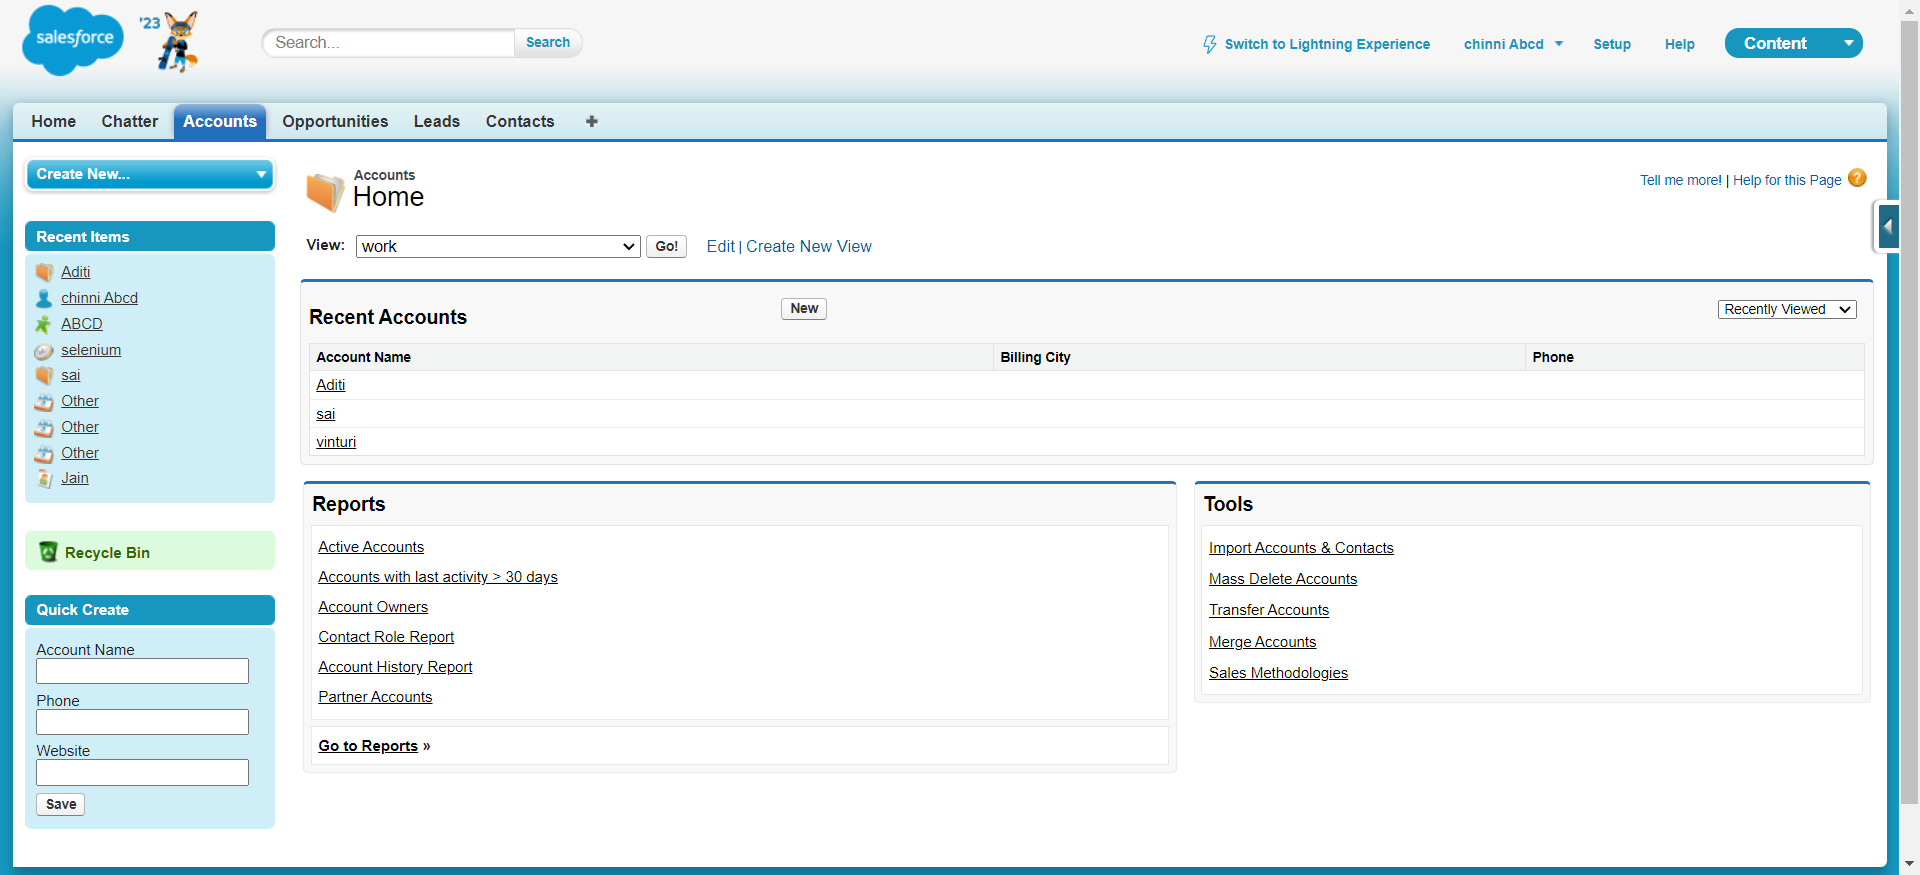 salesforce
'23
Search...
Search
Switch to Lightning Experience
chinni Abcd
Setup
Help
Content
Home
Chatter
Accounts
Opportunities
Leads
Contacts
+
Create New...
Recent Items
Aditi
chinni Abcd
ABCD
selenium
sai
Other
Other
Other
Jain
Recycle Bin
Quick Create
Account Name
Phone
Website
Save
Accounts
Home
Tell me more! | Help for this Page ?
View: work Go! Edit | Create New View
Recent Accounts
New
Recently Viewed
Account Name Billing City Phone
Aditi
sai
vinturi
Reports
Active Accounts
Accounts with last activity > 30 days
Account Owners
Contact Role Report
Account History Report
Partner Accounts
Go to Reports »
Tools
Import Accounts & Contacts
Mass Delete Accounts
Transfer Accounts
Merge Accounts
Sales Methodologies